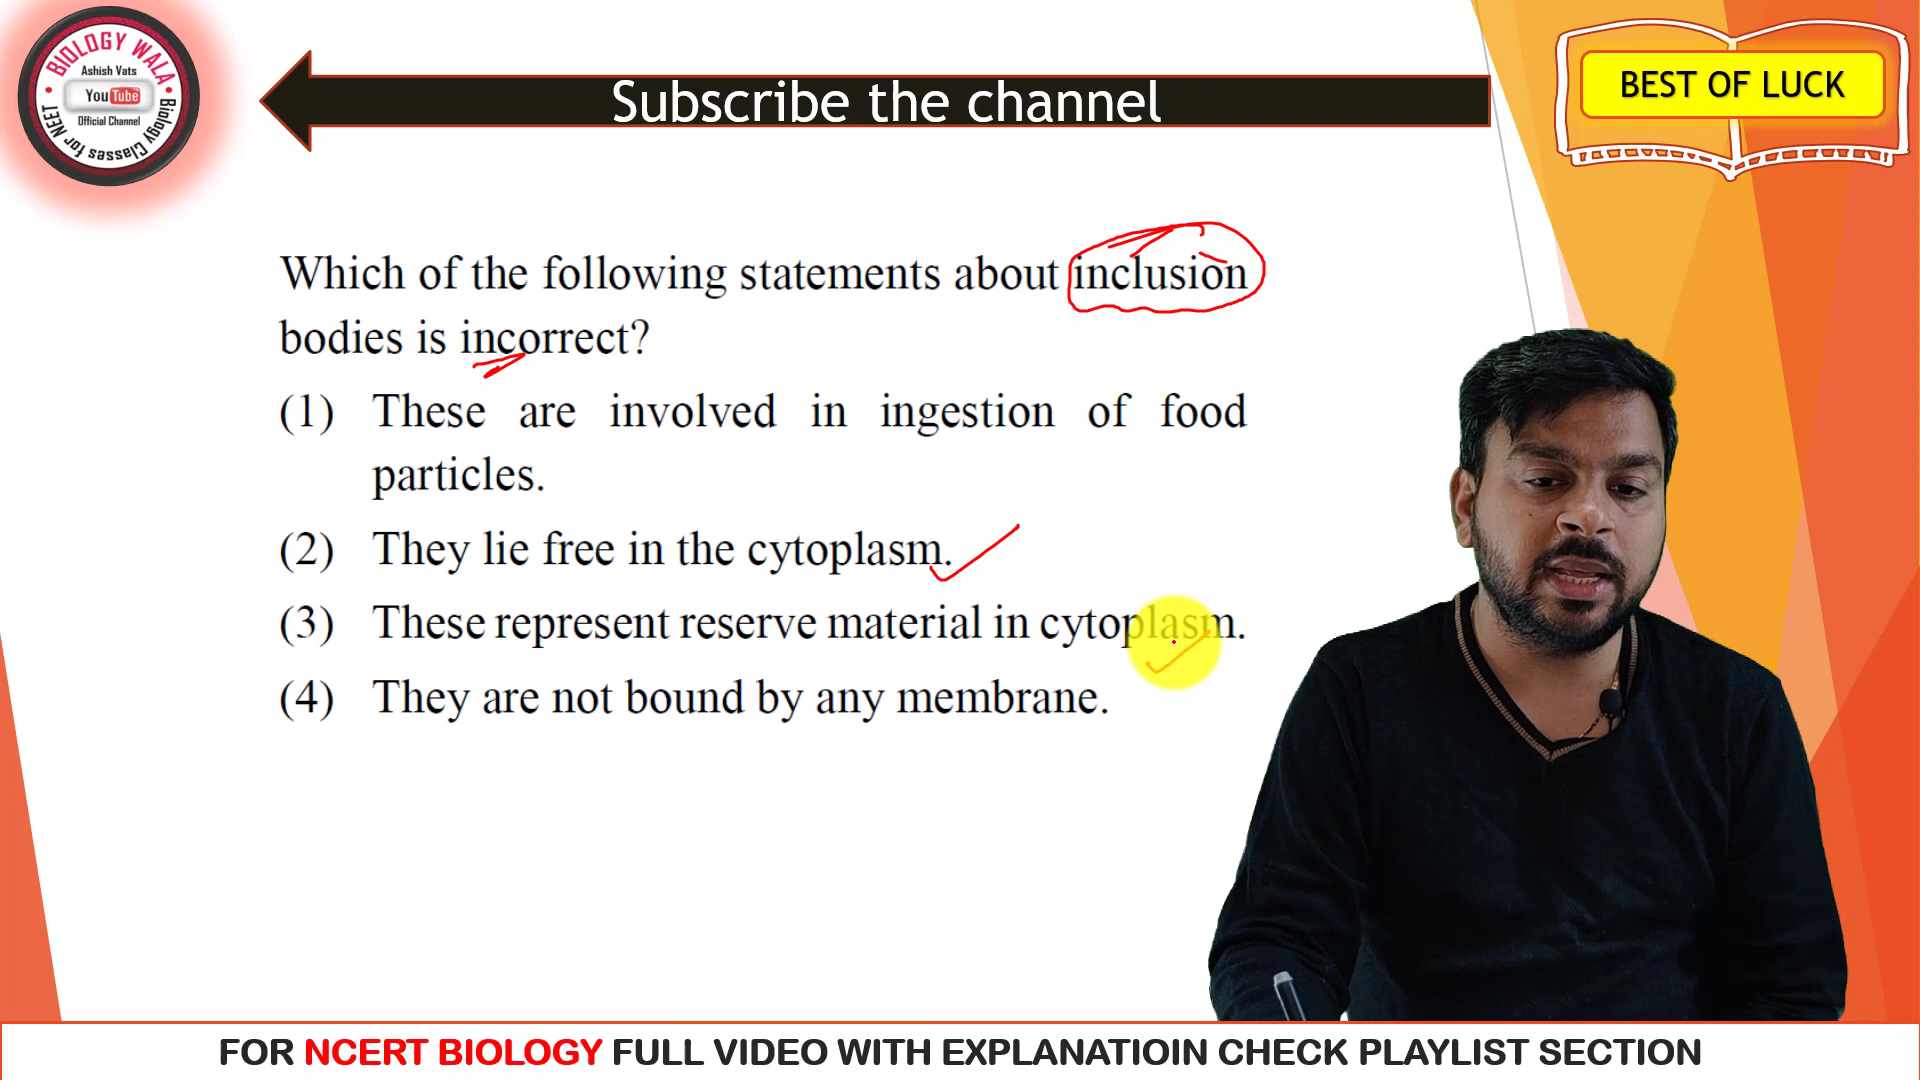 BIOLOGY WALA
Ashish Vats
YouTube
Official Channel
Biology Classes for NEET
Subscribe the channel
BEST OF LUCK
Which of the following statements about inclusion
bodies is incorrect?
(1) These are involved in ingestion of food
particles.
(2) They lie free in the cytoplasm.
(3) These represent reserve material in cytoplasm.
(4) They are not bound by any membrane.
FOR NCERT BIOLOGY FULL VIDEO WITH EXPLANATIOIN CHECK PLAYLIST SECTION